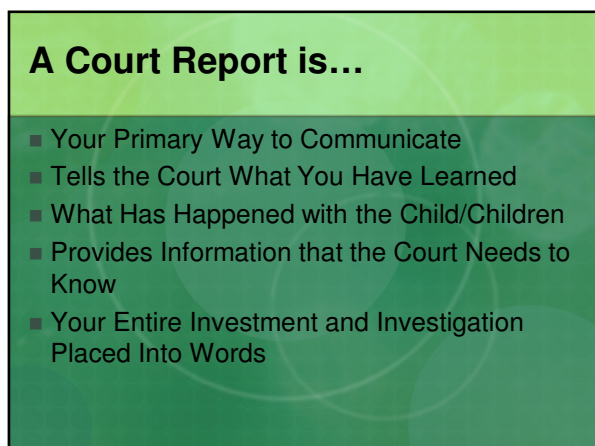 A Court Report is…
■ Your Primary Way to Communicate
■ Tells the Court What You Have Learned
■ What Has Happened with the Child/Children
■ Provides Information that the Court Needs to
Know
■ Your Entire Investment and Investigation
Placed Into Words